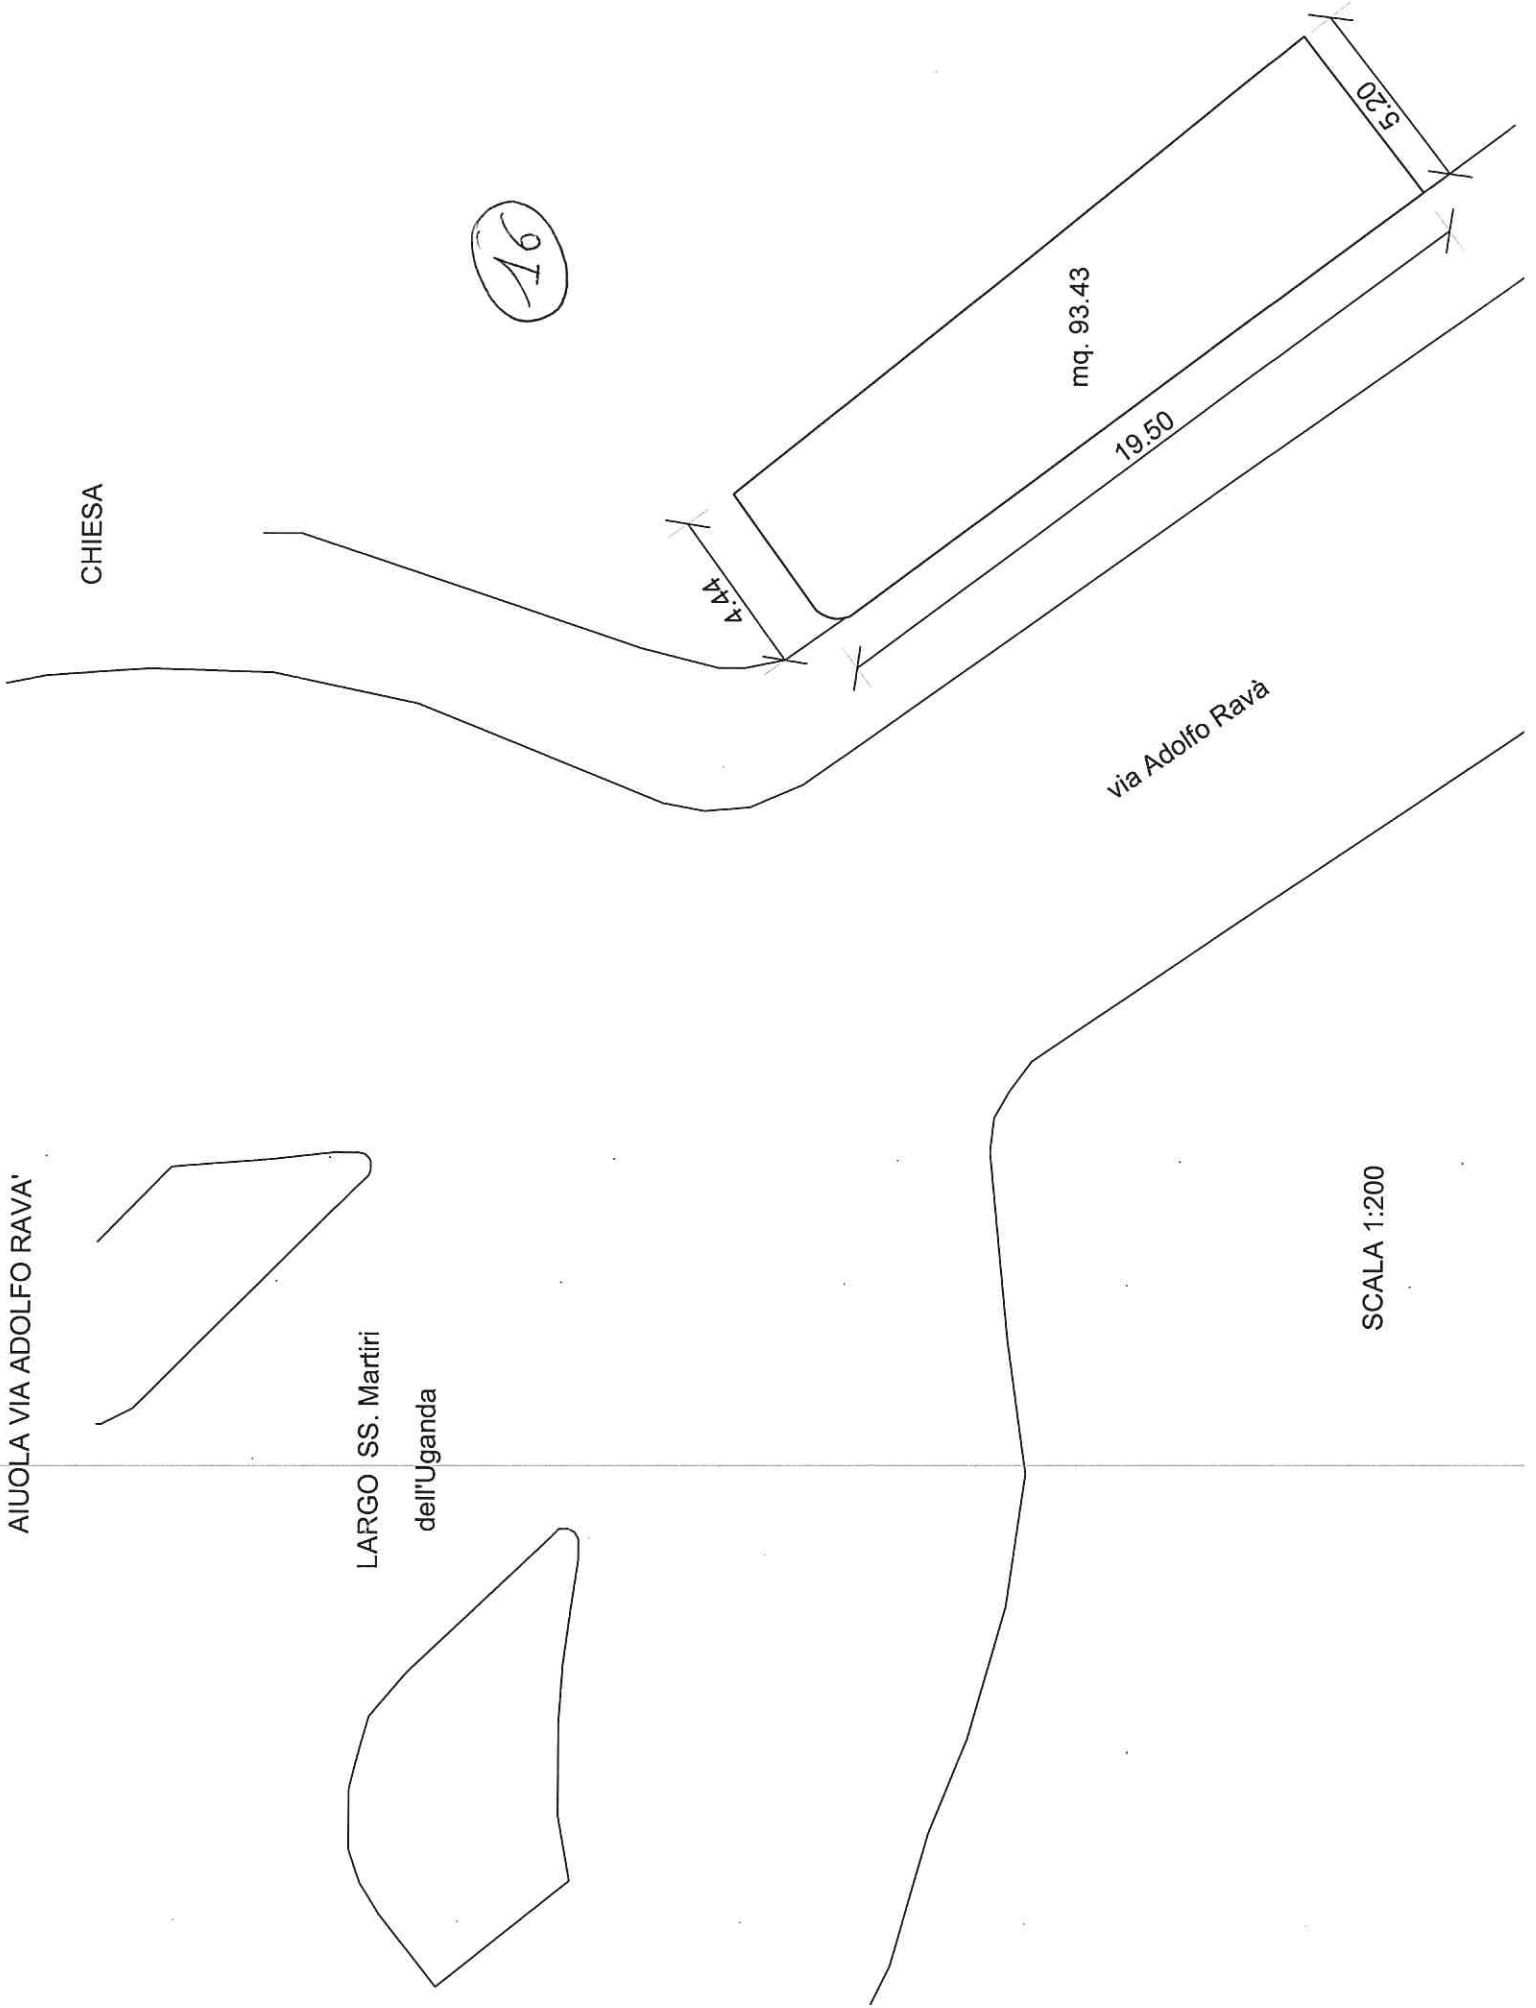 AIUOLA VIA ADOLFO RAVA'
CHIESA
LARGO SS. Martiri
dell'Uganda
16
4.44
mq. 93.43
19.50
5.20
via Adolfo Ravà
SCALA 1:200